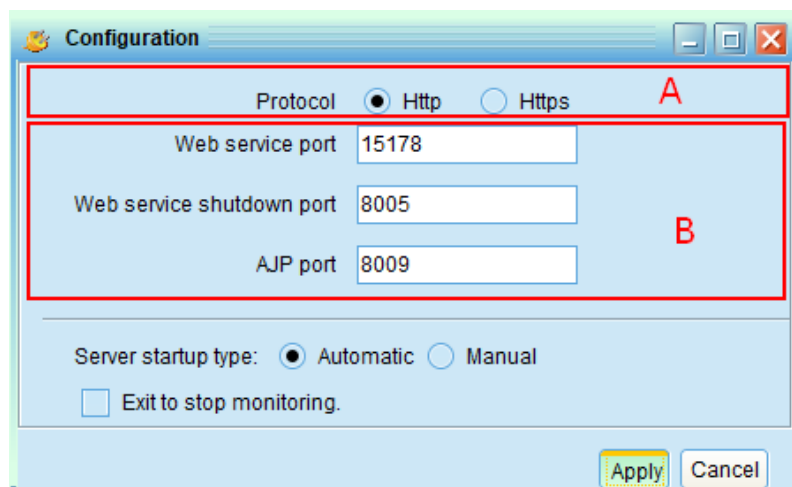 Configuration
Protocol Http Https A
Web service port 15178
Web service shutdown port 8005
B
AJP port 8009
Server startup type: Automatic Manual
Exit to stop monitoring.
Apply Cancel